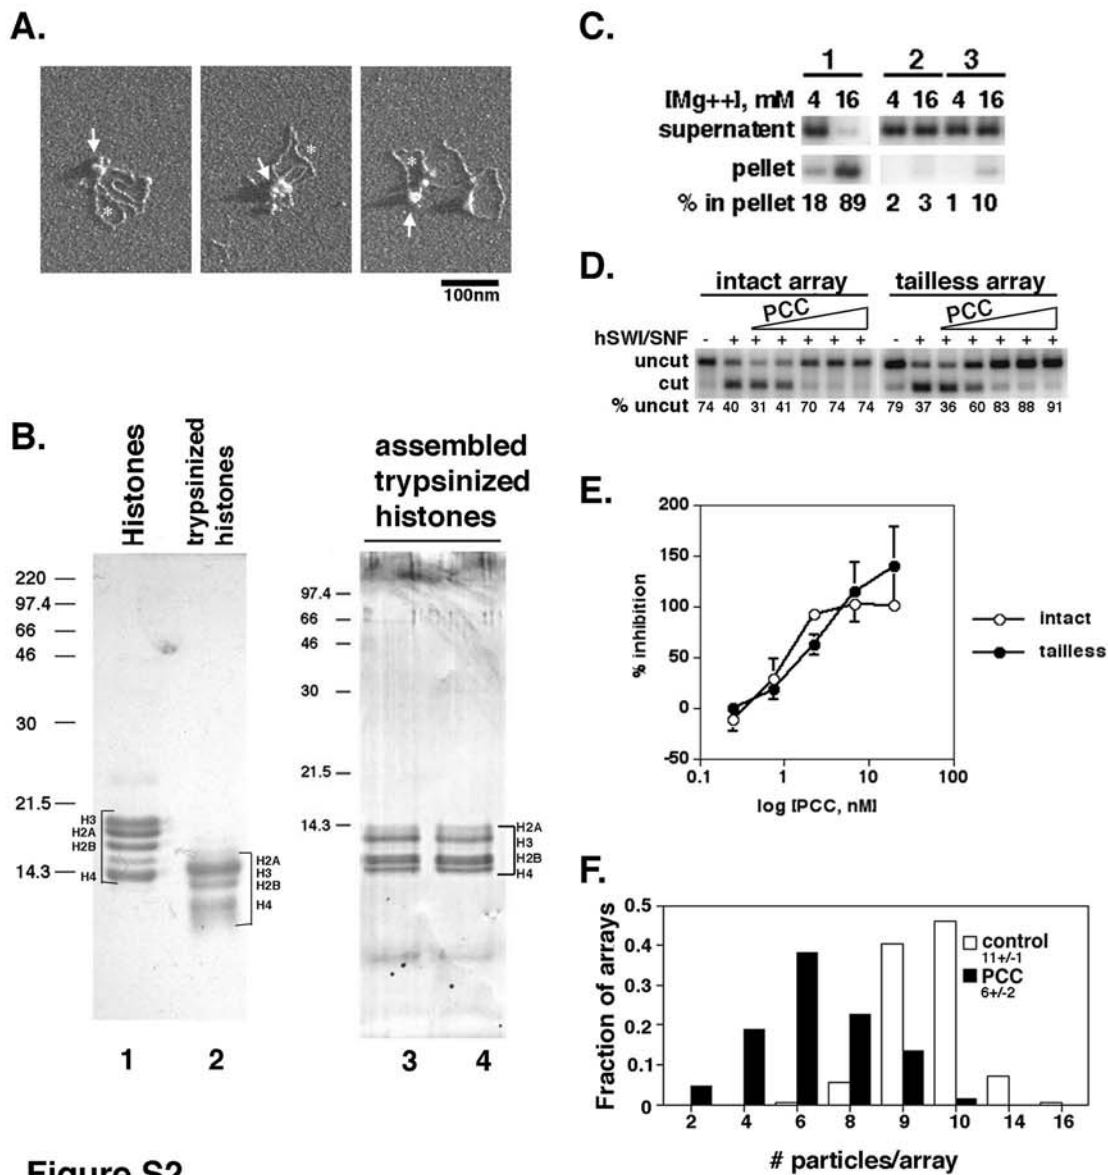 A.
100nm
B.
Histones
trypsinized
histones
220
97.4
66
46
30
21.5
14.3
H3
H2A
H2B
H4
H2A
H3
H2B
H4
1 2
assembled
trypsinized
histones
97.4
66
46
30
21.5
14.3
H2A
H3
H2B
H4
3 4
C.
1 2 3
[Mg++], mM 4 16 4 16 4 16
supernatent
pellet
% in pellet 18 89 2 3 1 10
D.
intact array tailless array
PCC PCC
hSWI/SNF - + + + + + + - + + + + + +
uncut
cut
% uncut 74 40 31 41 70 74 74 79 37 36 60 83 88 91
E.
200
150
100
50
0
-50
% inhibition
0.1 1 10 100
log [PCC, nM]
intact
tailless
F.
Fraction of arrays
0.5
0.4
0.3
0.2
0.1
0
control
11+/-1
PCC
6+/-2
2 4 6 8 9 10 14 16
# particles/array
Figure S2